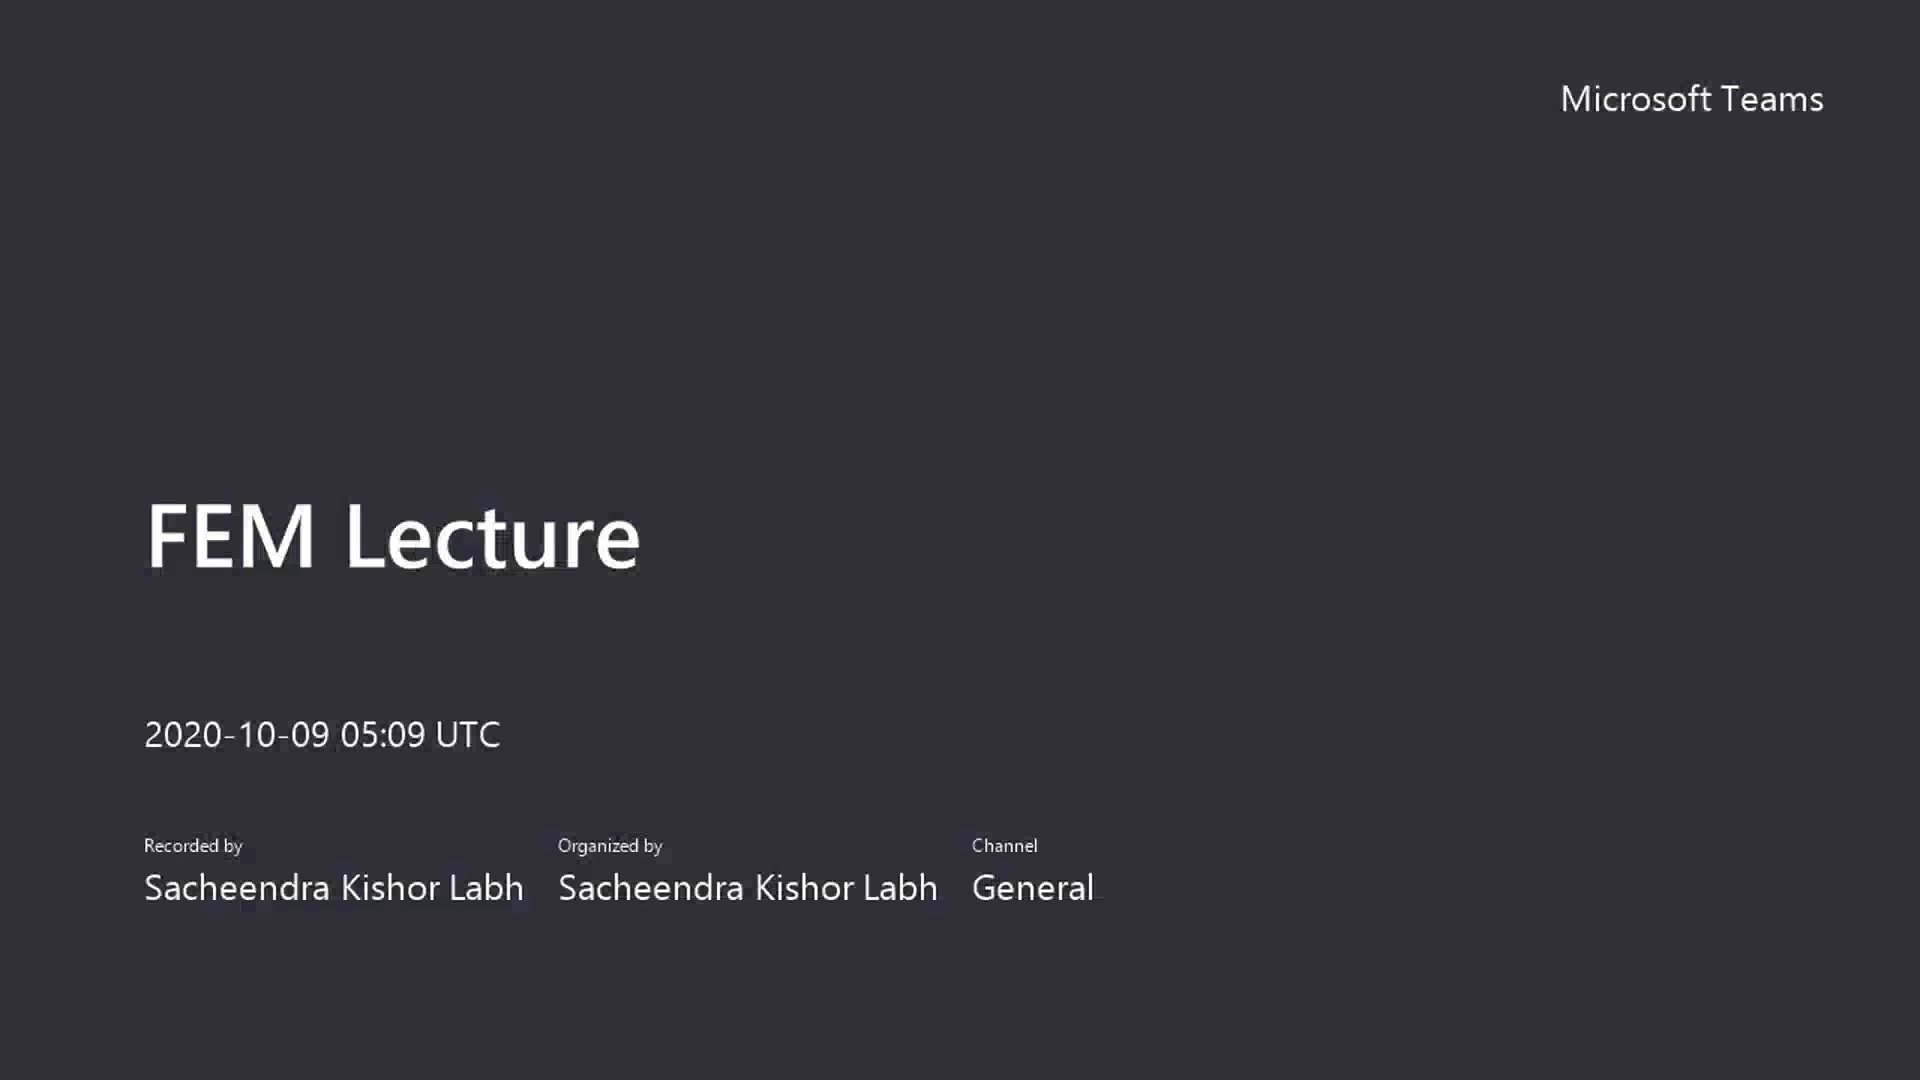 Microsoft Teams
FEM Lecture
2020-10-09 05:09 UTC
Recorded by Organized by Channel
Sacheendra Kishor Labh Sacheendra Kishor Labh General